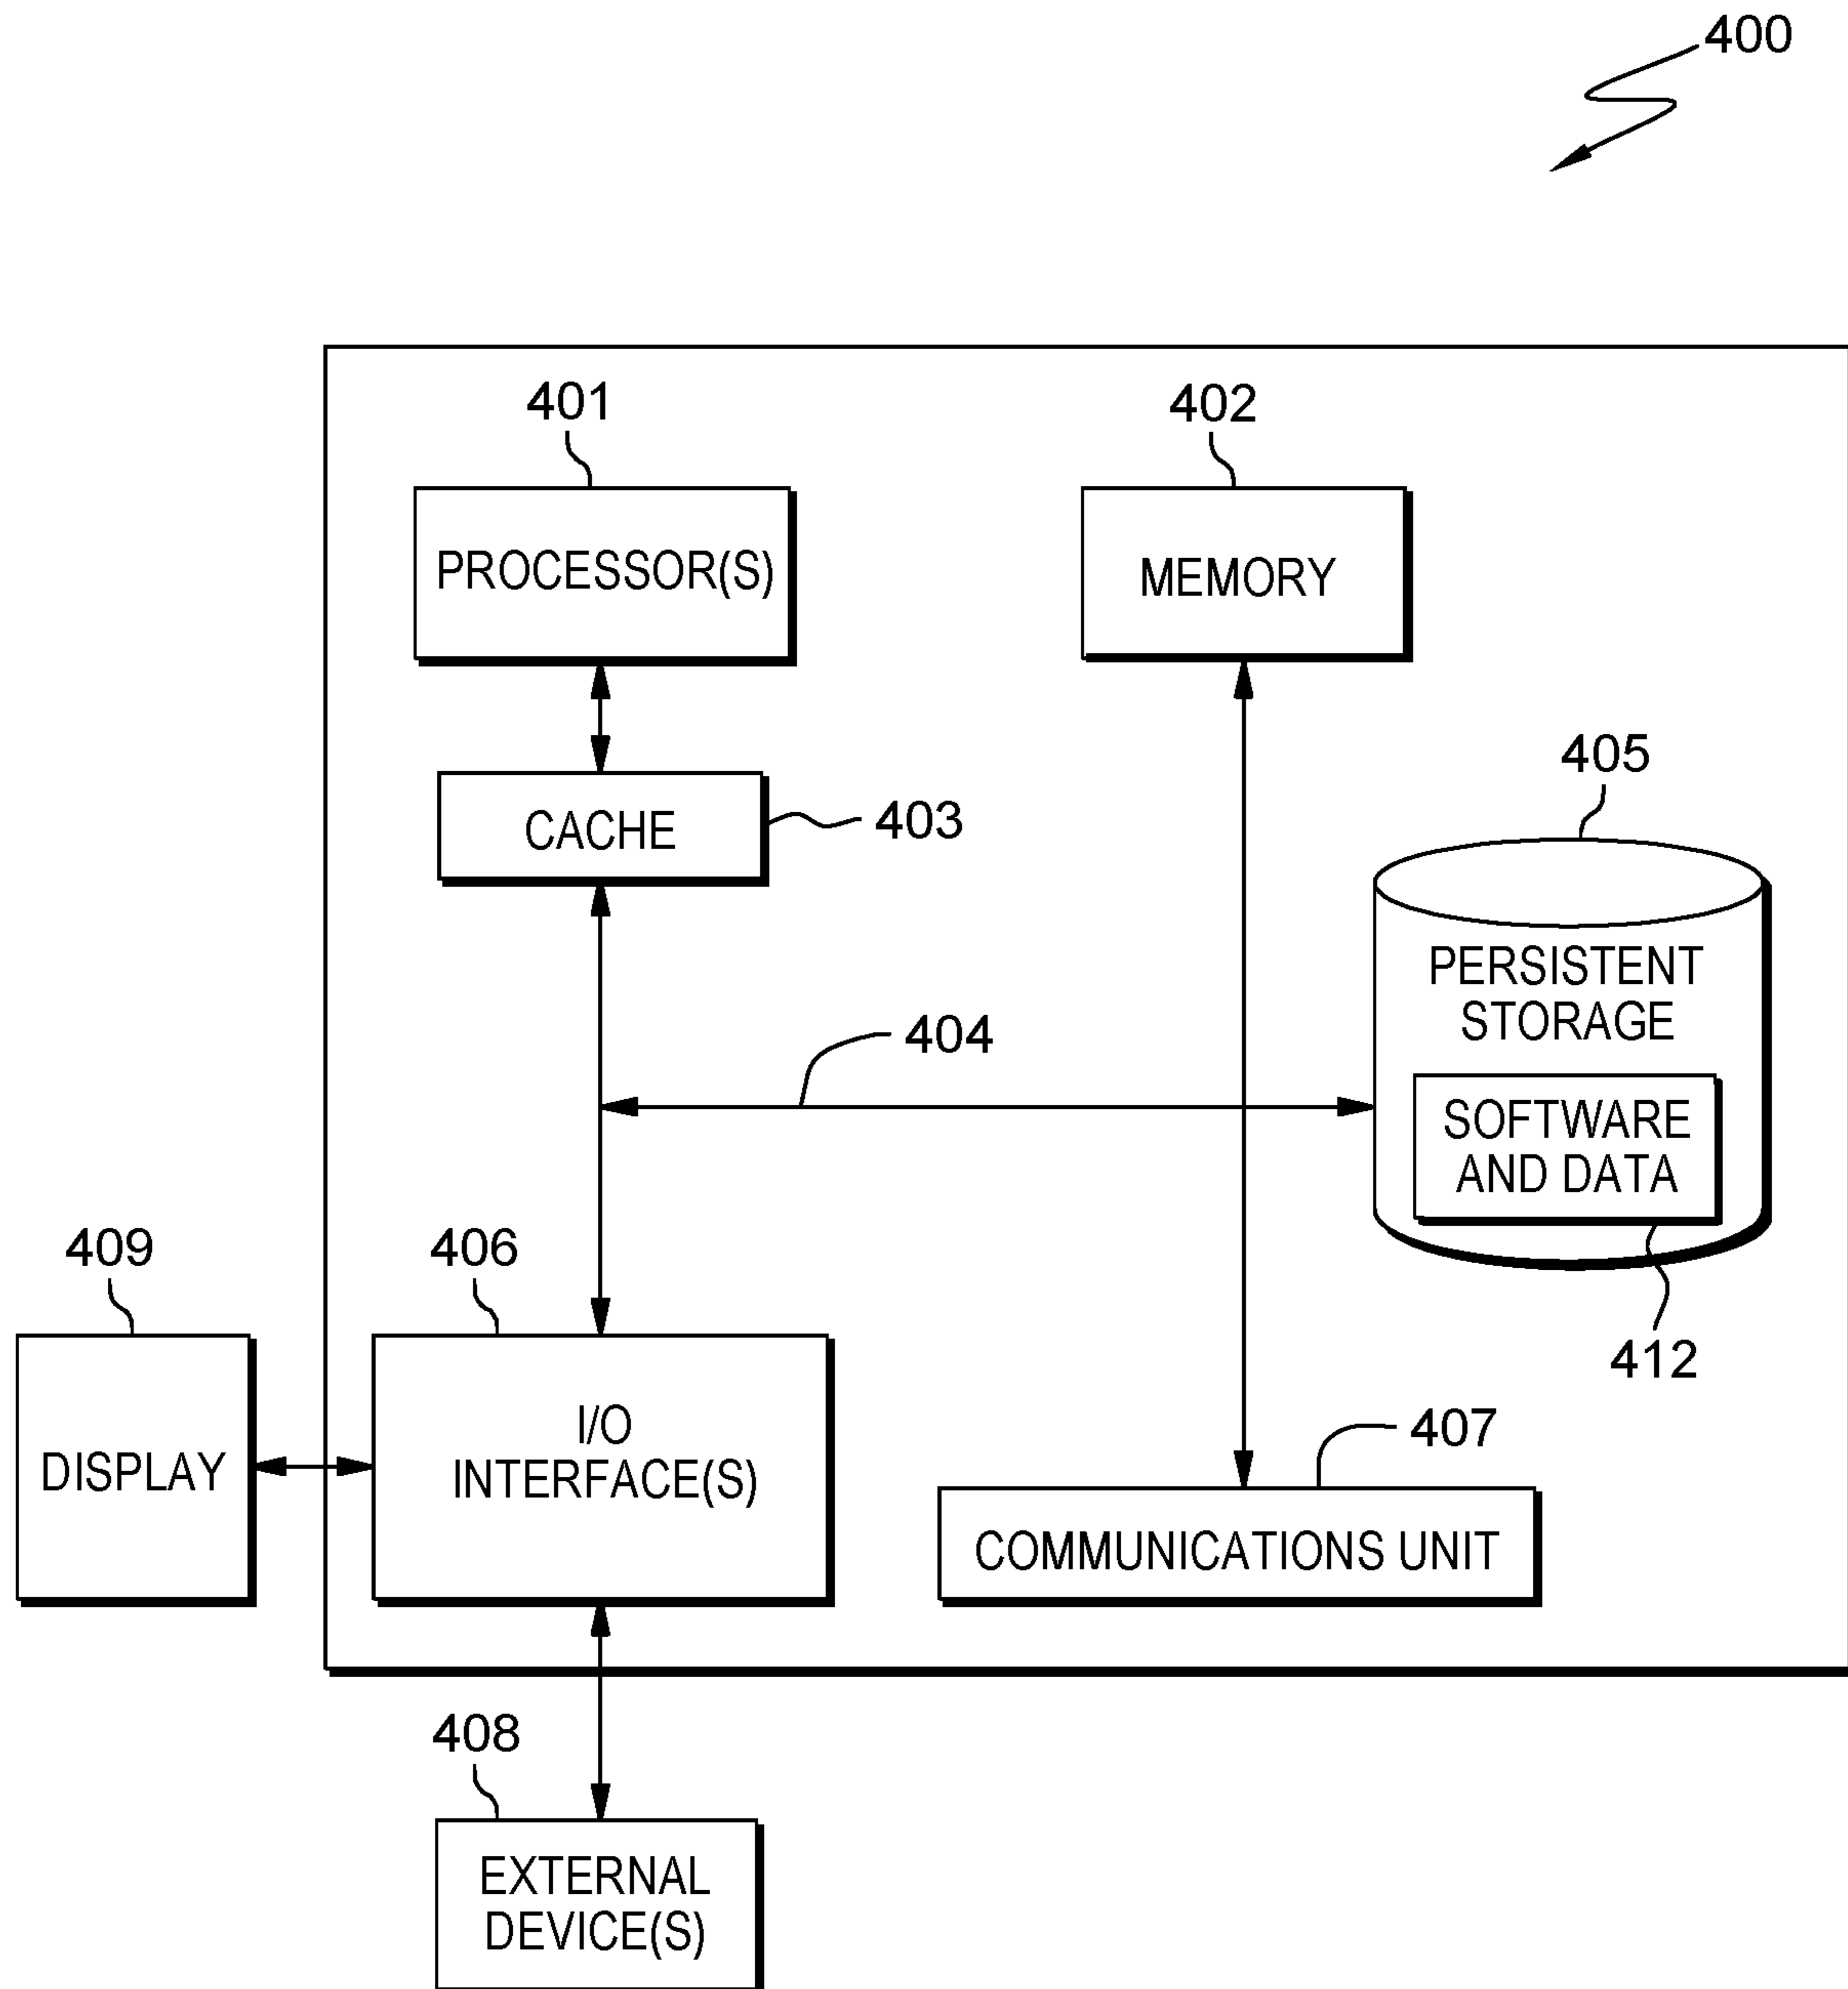 400
401
402
PROCESSOR(S)
MEMORY
405
CACHE
403
PERSISTENT
STORAGE
404
SOFTWARE
AND DATA
409
406
412
I/O
INTERFACE(S)
DISPLAY
407
COMMUNICATIONS UNIT
408
EXTERNAL
DEVICE(S)